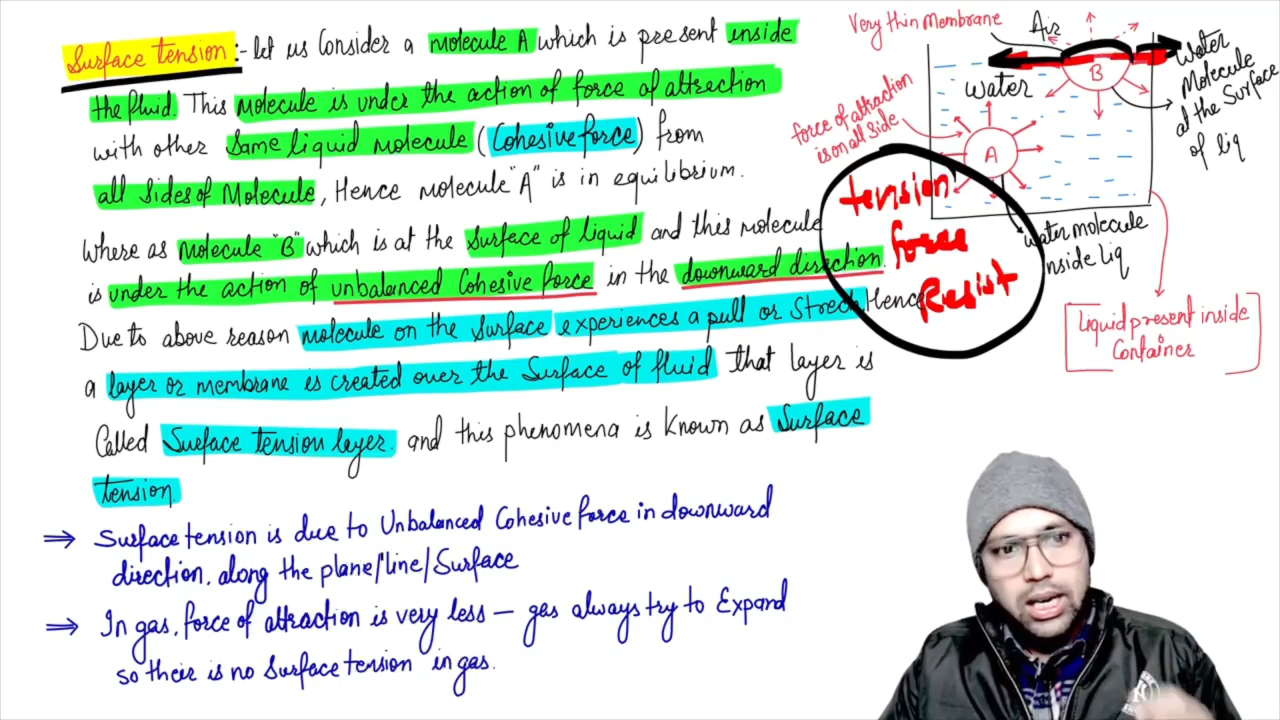 Surface tension :- let us Consider a molecule A which is present inside
the fluid. This molecule is under the action of force of attraction
with other Same liquid molecule (Cohesive force) from
all Sides of Molecule, Hence molecule "A" is in equilibrium.
Where as molecule "B" which is at the Surface of liquid and this molecule
is under the action of unbalanced Cohesive force in the downward direction.
Due to above reason molecule on the Surface experiences a pull or Strech Hence
a layer or membrane is created over the Surface of fluid that layer is
Called Surface tension layer. and this phenomena is known as Surface
tension
⇒ Surface tension is due to Unbalanced Cohesive force in downward
direction, along the plane/line/Surface
⇒ In gas, force of attraction is very less - gas always try to Expand
so their is no Surface tension in gas.
Very thin Membrane
Air
B
water
Water
Molecule
at the Surface
of liq
force of attraction
is on all Side
A
tension
force
Resist
water molecule
inside Liq
Liquid present inside
Container